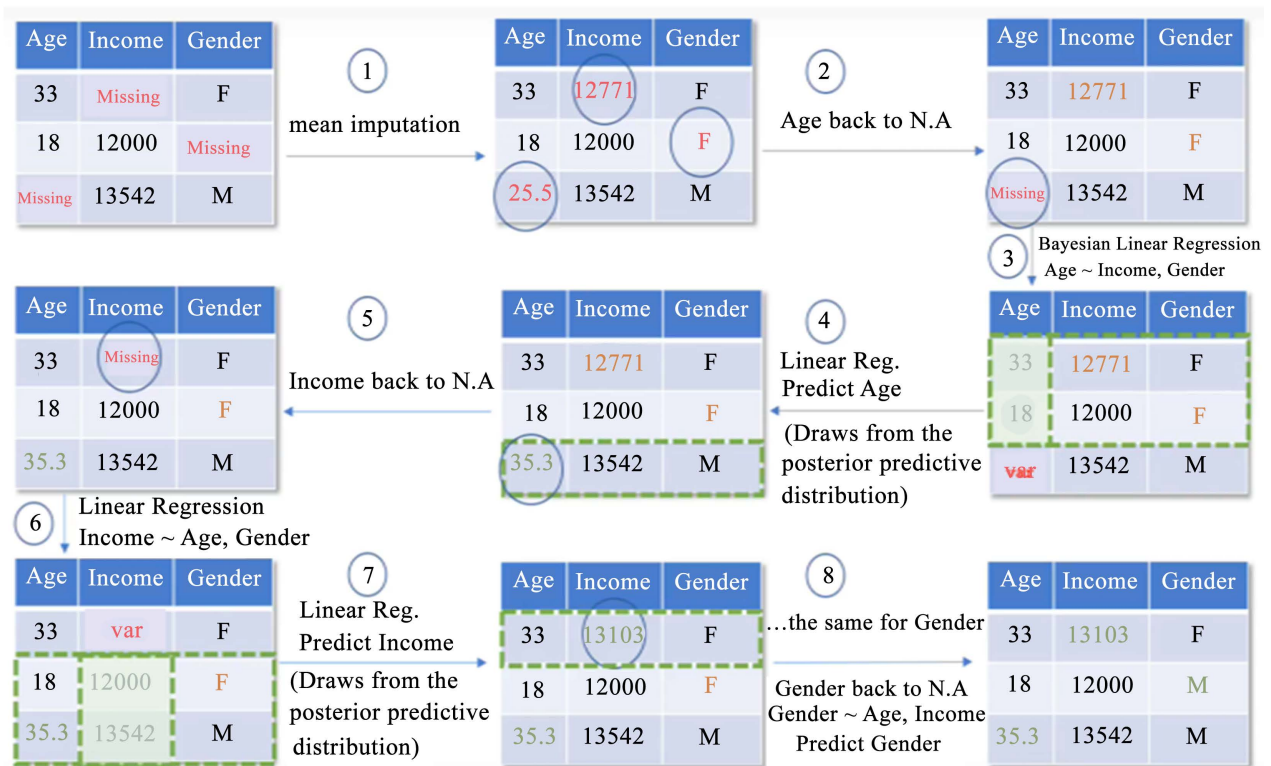 Age Income Gender
33 Missing F
18 12000 Missing
Missing 13542 M
1
mean imputation
Age Income Gender
33 12771 F
18 12000 F
25.5 13542 M
2
Age back to N.A
Age Income Gender
33 12771 F
18 12000 F
Missing 13542 M
3
Bayesian Linear Regression
Age ~ Income, Gender
Age Income Gender
33 12771 F
18 12000 F
var 13542 M
4
Linear Reg.
Predict Age
(Draws from the
posterior predictive
distribution)
Age Income Gender
33 12771 F
18 12000 F
35.3 13542 M
5
Income back to N.A
Age Income Gender
33 Missing F
18 12000 F
35.3 13542 M
6
Linear Regression
Income ~ Age, Gender
Age Income Gender
33 var F
18 12000 F
35.3 13542 M
7
Linear Reg.
Predict Income
(Draws from the
posterior predictive
distribution)
Age Income Gender
33 13103 F
18 12000 F
35.3 13542 M
8
...the same for Gender
Gender back to N.A
Gender ~ Age, Income
Predict Gender
Age Income Gender
33 13103 F
18 12000 M
35.3 13542 M